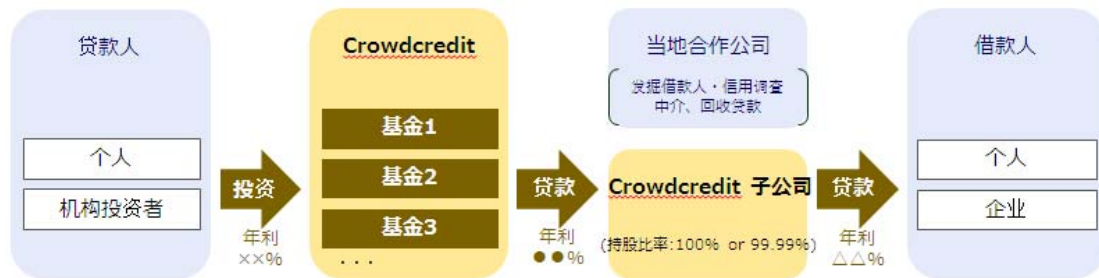 贷款人
个人
机构投资者
投资
年利
××%
Crowdcredit
基金1
基金2
基金3
...
贷款
年利
●●%
当地合作公司
发掘借款人・信用调查
中介、回收贷款
Crowdcredit 子公司
(持股比率:100% or 99.99%)
贷款
年利
△△%
借款人
个人
企业